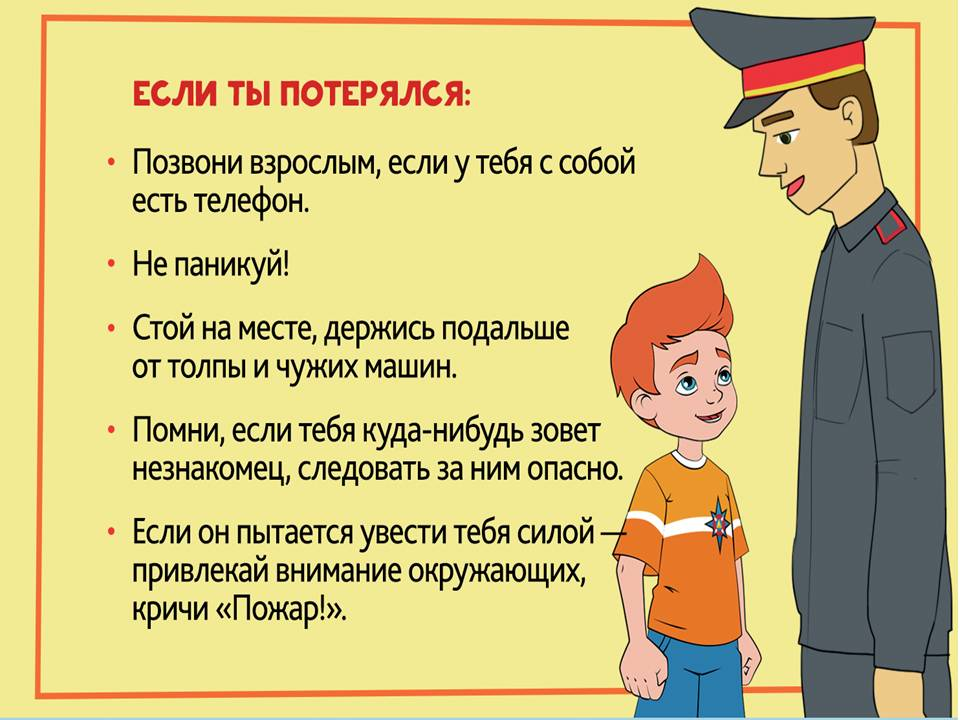 ЕСЛИ ТЫ ПОТЕРЯЛСЯ:
• Позвони взрослым, если у тебя с собой
есть телефон.
• Не паникуй!
• Стой на месте, держись подальше
от толпы и чужих машин.
• Помни, если тебя куда-нибудь зовет
незнакомец, следовать за ним опасно.
• Если он пытается увести тебя силой —
привлекай внимание окружающих,
кричи «Пожар!».